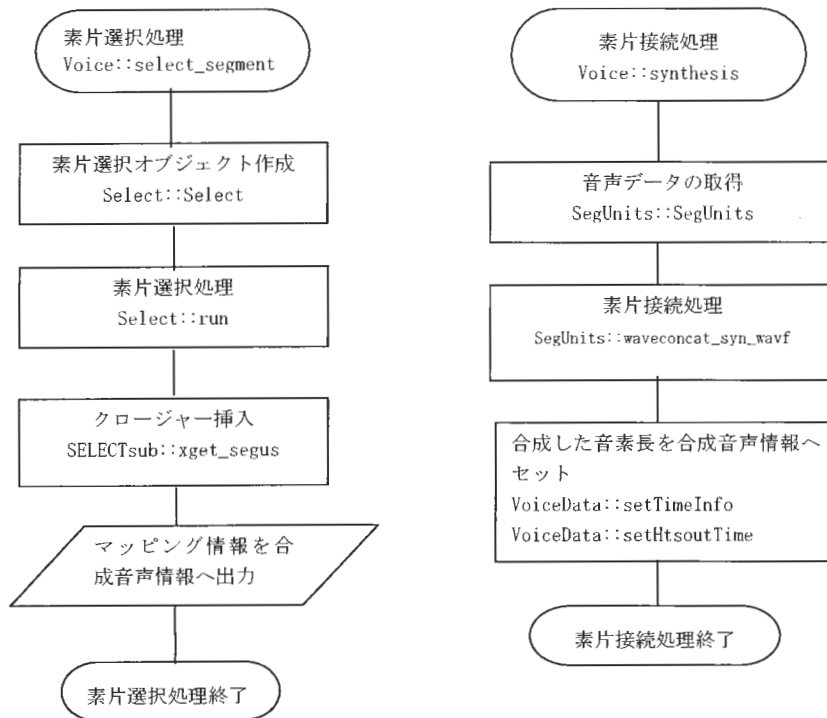 素片選択処理
Voice::select_segment
素片選択オブジェクト作成
Select::Select
素片選択処理
Select::run
クロージャー挿入
SELECTsub::xget_segus
マッピング情報を合
成音声情報へ出力
素片選択処理終了
素片接続処理
Voice::synthesis
音声データの取得
SegUnits::SegUnits
素片接続処理
SegUnits::waveconcat_syn_wavf
合成した音素長を合成音声情報へ
セット
VoiceData::setTimeInfo
VoiceData::setHtsoutTime
素片接続処理終了